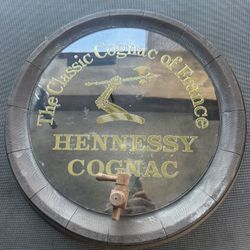 The Classic Cognac of France
HENNESSY
COGNAC